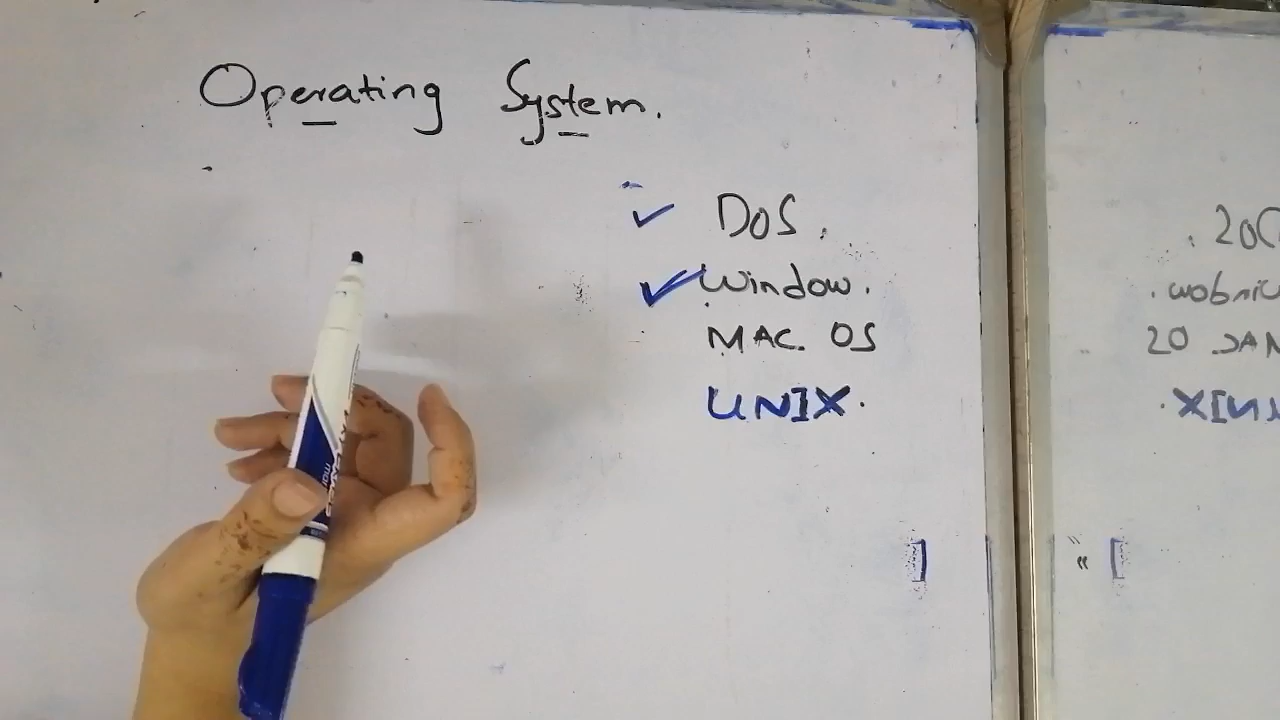 Operating System.
✓ DOS.
✓ Window.
MAC. OS
UNIX.